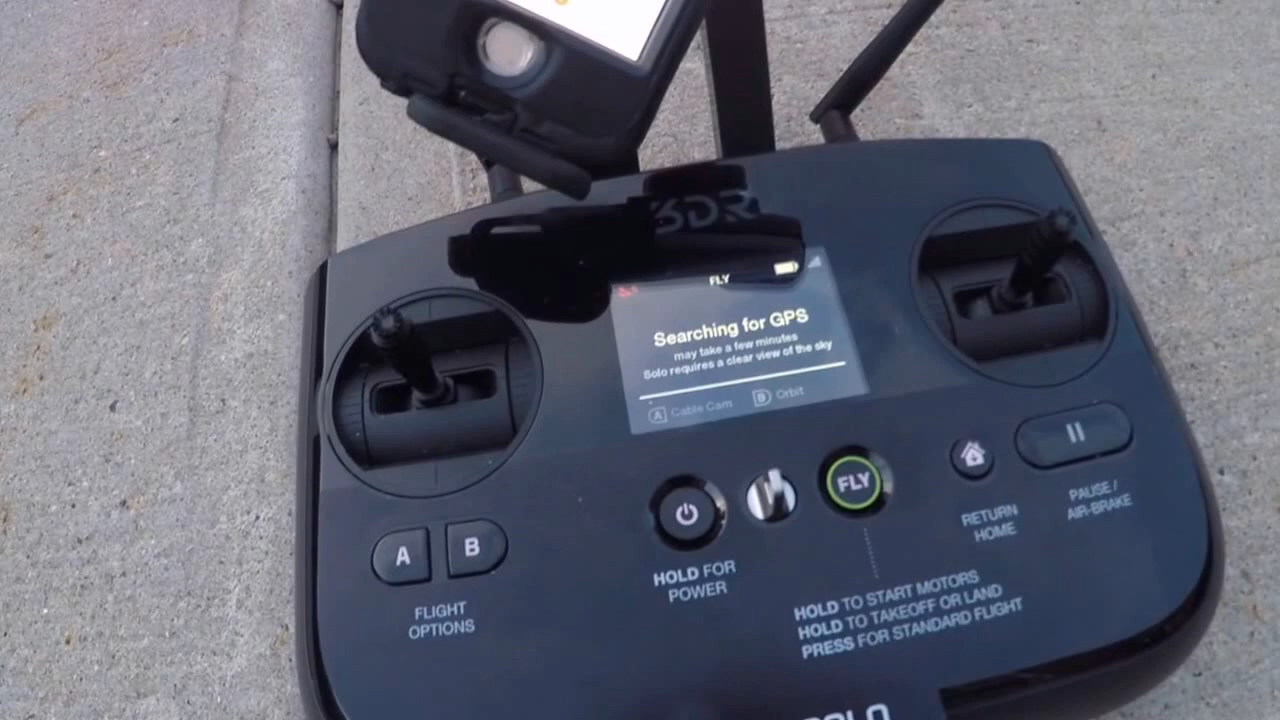 3DR
FLY
Searching for GPS
may take a few minutes
Solo requires a clear view of the sky
A Cable Cam B Orbit
FLY
A B
HOLD FOR
POWER
FLIGHT
OPTIONS
RETURN
HOME
PAUSE /
AIR-BRAKE
HOLD TO START MOTORS
HOLD TO TAKEOFF OR LAND
PRESS FOR STANDARD FLIGHT
SOLO